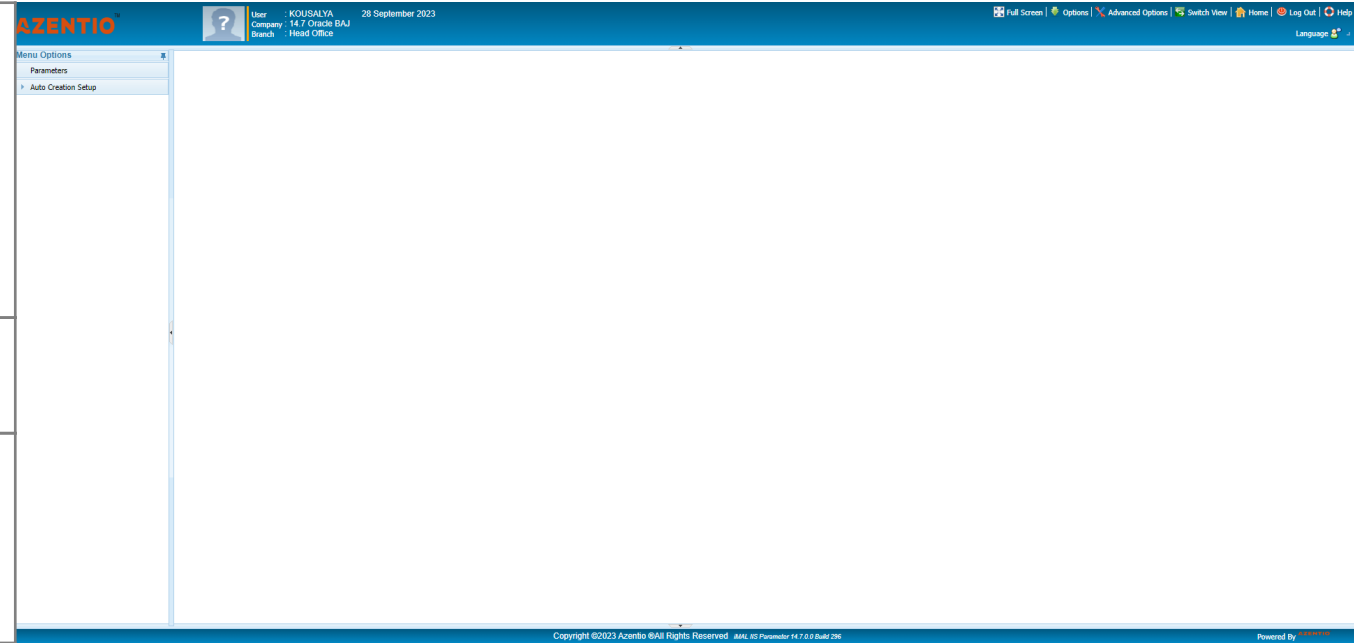 AZENTIO
?
User : KOUSALYA 28 September 2023
Company : 14.7 Oracle BAJ
Branch : Head Office
Full Screen | Options | Advanced Options | Switch View | Home | Log Out | Help
Language
Menu Options
Parameters
Auto Creation Setup
Copyright ©2023 Azentio ®All Rights Reserved iMAL IIS Parameter 14.7.0.0 Build 296
Powered By AZENTIO